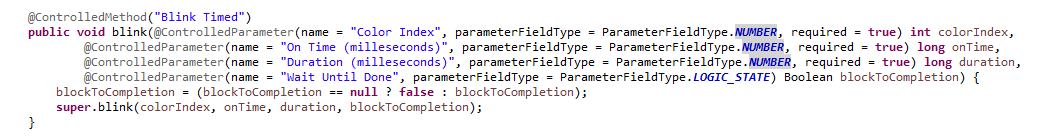 @ControlledMethod("Blink Timed")
public void blink(@ControlledParameter(name = "Color Index", parameterFieldType = ParameterFieldType.NUMBER, required = true) int colorIndex,
@ControlledParameter(name = "On Time (milleseconds)", parameterFieldType = ParameterFieldType.NUMBER, required = true) long onTime,
@ControlledParameter(name = "Duration (milleseconds)", parameterFieldType = ParameterFieldType.NUMBER, required = true) long duration,
@ControlledParameter(name = "Wait Until Done", parameterFieldType = ParameterFieldType.LOGIC_STATE) Boolean blockToCompletion) {
blockToCompletion = (blockToCompletion == null ? false : blockToCompletion);
super.blink(colorIndex, onTime, duration, blockToCompletion);
}